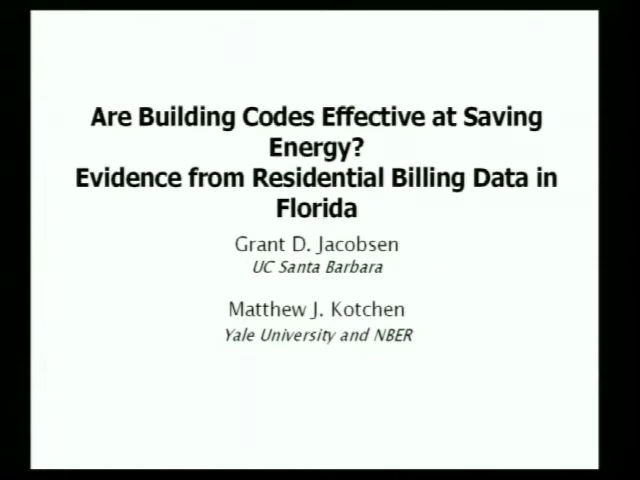 Are Building Codes Effective at Saving
Energy?
Evidence from Residential Billing Data in
Florida
Grant D. Jacobsen
UC Santa Barbara
Matthew J. Kotchen
Yale University and NBER